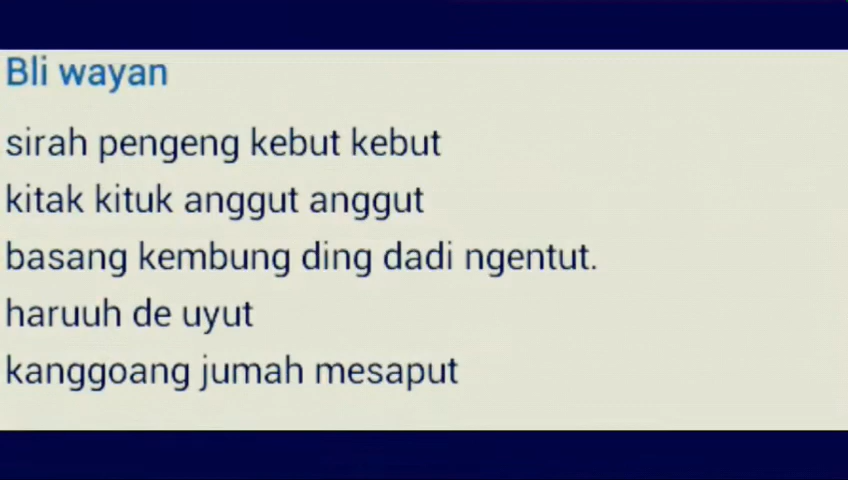 Bli wayan
sirah pengeng kebut kebut
kitak kituk anggut anggut
basang kembung ding dadi ngentut.
haruuh de uyut
kanggoang jumah mesaput